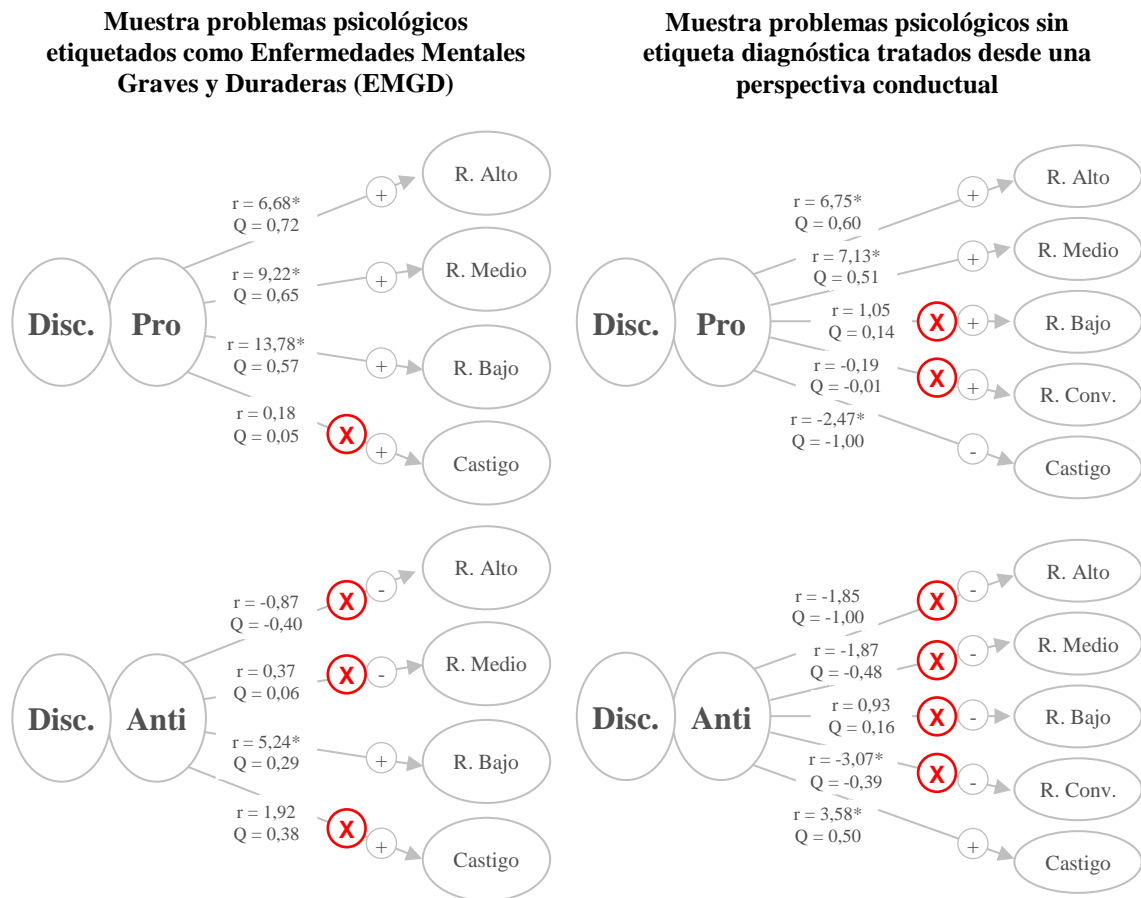 Muestra problemas psicológicos
etiquetados como Enfermedades Mentales
Graves y Duraderas (EMGD)
R. Alto
+
r = 6,68*
Q = 0,72
R. Medio
+
r = 9,22*
Q = 0,65
Disc.
Pro
r = 13,78*
Q = 0,57
+
R. Bajo
r = 0,18
Q = 0,05
X
+
Castigo
R. Alto
-
X
r = -0,87
Q = -0,40
R. Medio
r = 0,37
Q = 0,06
X
-
Disc.
Anti
r = 5,24*
Q = 0,29
+
R. Bajo
r = 1,92
Q = 0,38
X
+
Castigo
Muestra problemas psicológicos sin
etiqueta diagnóstica tratados desde una
perspectiva conductual
R. Alto
+
r = 6,75*
Q = 0,60
R. Medio
r = 7,13*
Q = 0,51
+
Disc.
Pro
r = 1,05
Q = 0,14
X
+
R. Bajo
r = -0,19
Q = -0,01
X
+
R. Conv.
r = -2,47*
Q = -1,00
-
Castigo
R. Alto
-
X
r = -1,85
Q = -1,00
R. Medio
r = -1,87
Q = -0,48
X
-
Disc.
Anti
r = 0,93
Q = 0,16
X
-
R. Bajo
r = -3,07*
Q = -0,39
X
-
R. Conv.
r = 3,58*
Q = 0,50
+
Castigo